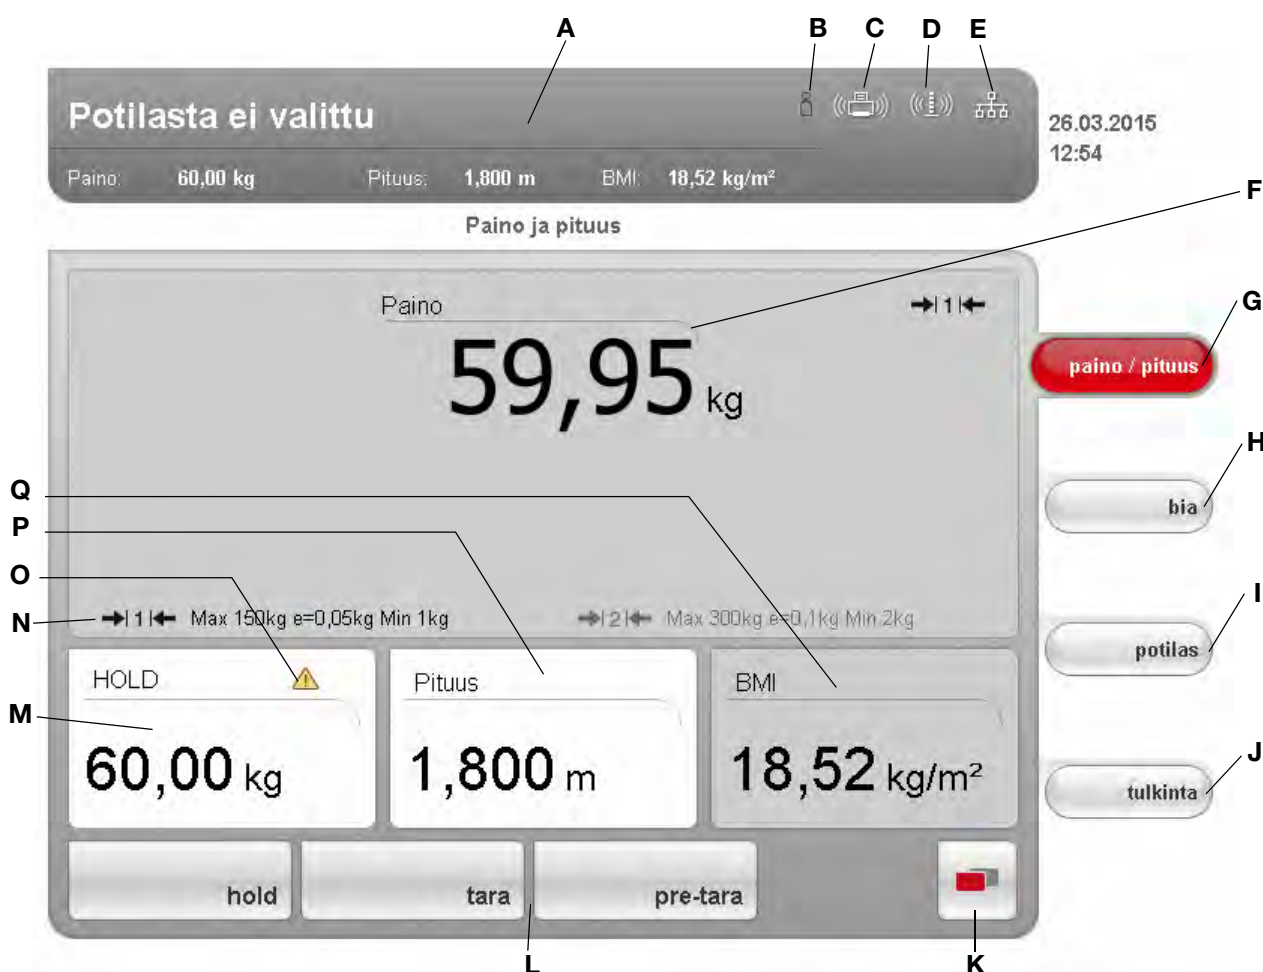 A B C D E
Potilasta ei valittu
26.03.2015
12:54
Paino: 60,00 kg Pituus: 1,800 m BMI: 18,52 kg/m²
F
Paino ja pituus
Paino →|1|←
G
59,95 kg
paino / pituus
H
bia
Q
P
O
N →|1|← Max 150kg e=0,05kg Min 1kg →|2|← Max 300kg e=0,1kg Min 2kg
I
potilas
HOLD Pituus BMI
M
60,00 kg 1,800 m 18,52 kg/m²
J
tulkinta
hold tara pre-tara
L K